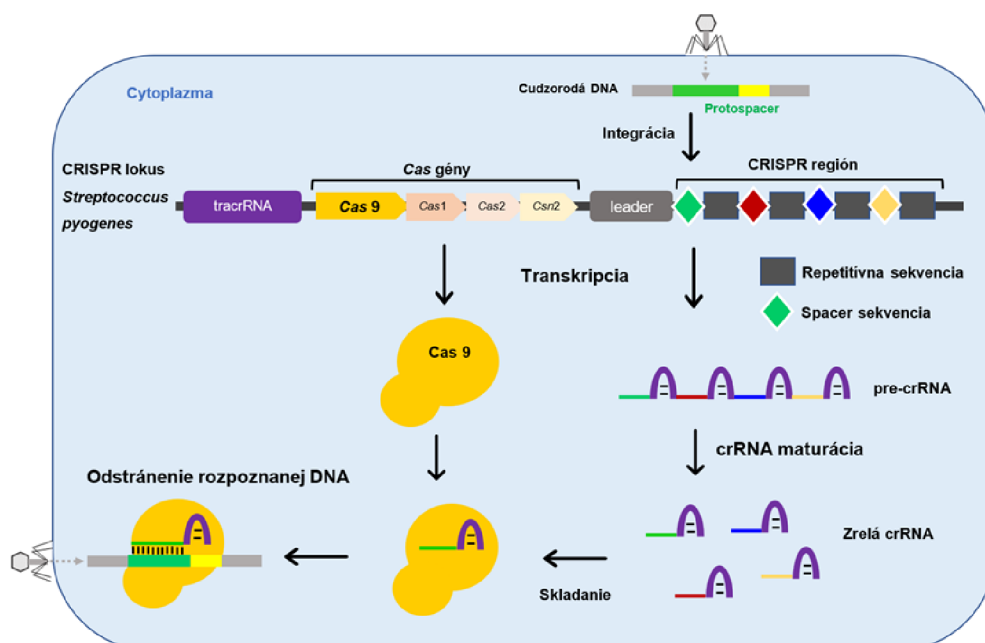 Cytoplazma
Cudzorodá DNA
Protospacer
Integrácia
CRISPR lokus
Streptococcus
pyogenes
Cas gény
CRISPR región
tracrRNA
Cas 9
Cas1
Cas2
Csn2
leader
Transkripcia
Repetitívna sekvencia
Spacer sekvencia
Cas 9
pre-crRNA
crRNA maturácia
Odstránenie rozpoznanej DNA
Zrelá crRNA
Skladanie